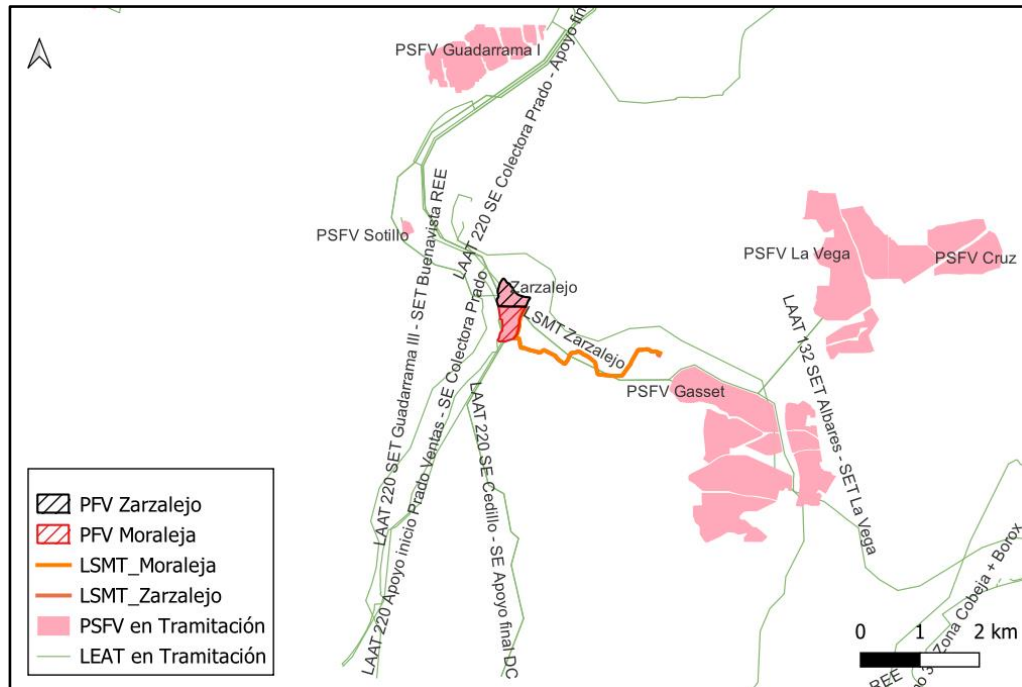 PSFV Guadarrama I
LAAT 220 SE Colectora Prado - Apoyo fin
PSFV Sotillo
LAAT 220 SET Guadarrama III - SET Buenavista REE
PSFV La Vega
PSFV Cruz
Zarzalejo
LSMT Zarzalejo
LAAT 220 Apoyo inicio Prado Ventas - SE Colectora Prado
LAAT 220 SE Cedillo - SE Apoyo final DC
PSFV Gasset
LAAT 132 SET Albares - SET La Vega
Zona Cobeja + Borox
REE
PFV Zarzalejo
PFV Moraleja
LSMT_Moraleja
LSMT_Zarzalejo
PSFV en Tramitación
LEAT en Tramitación
0 1 2 km